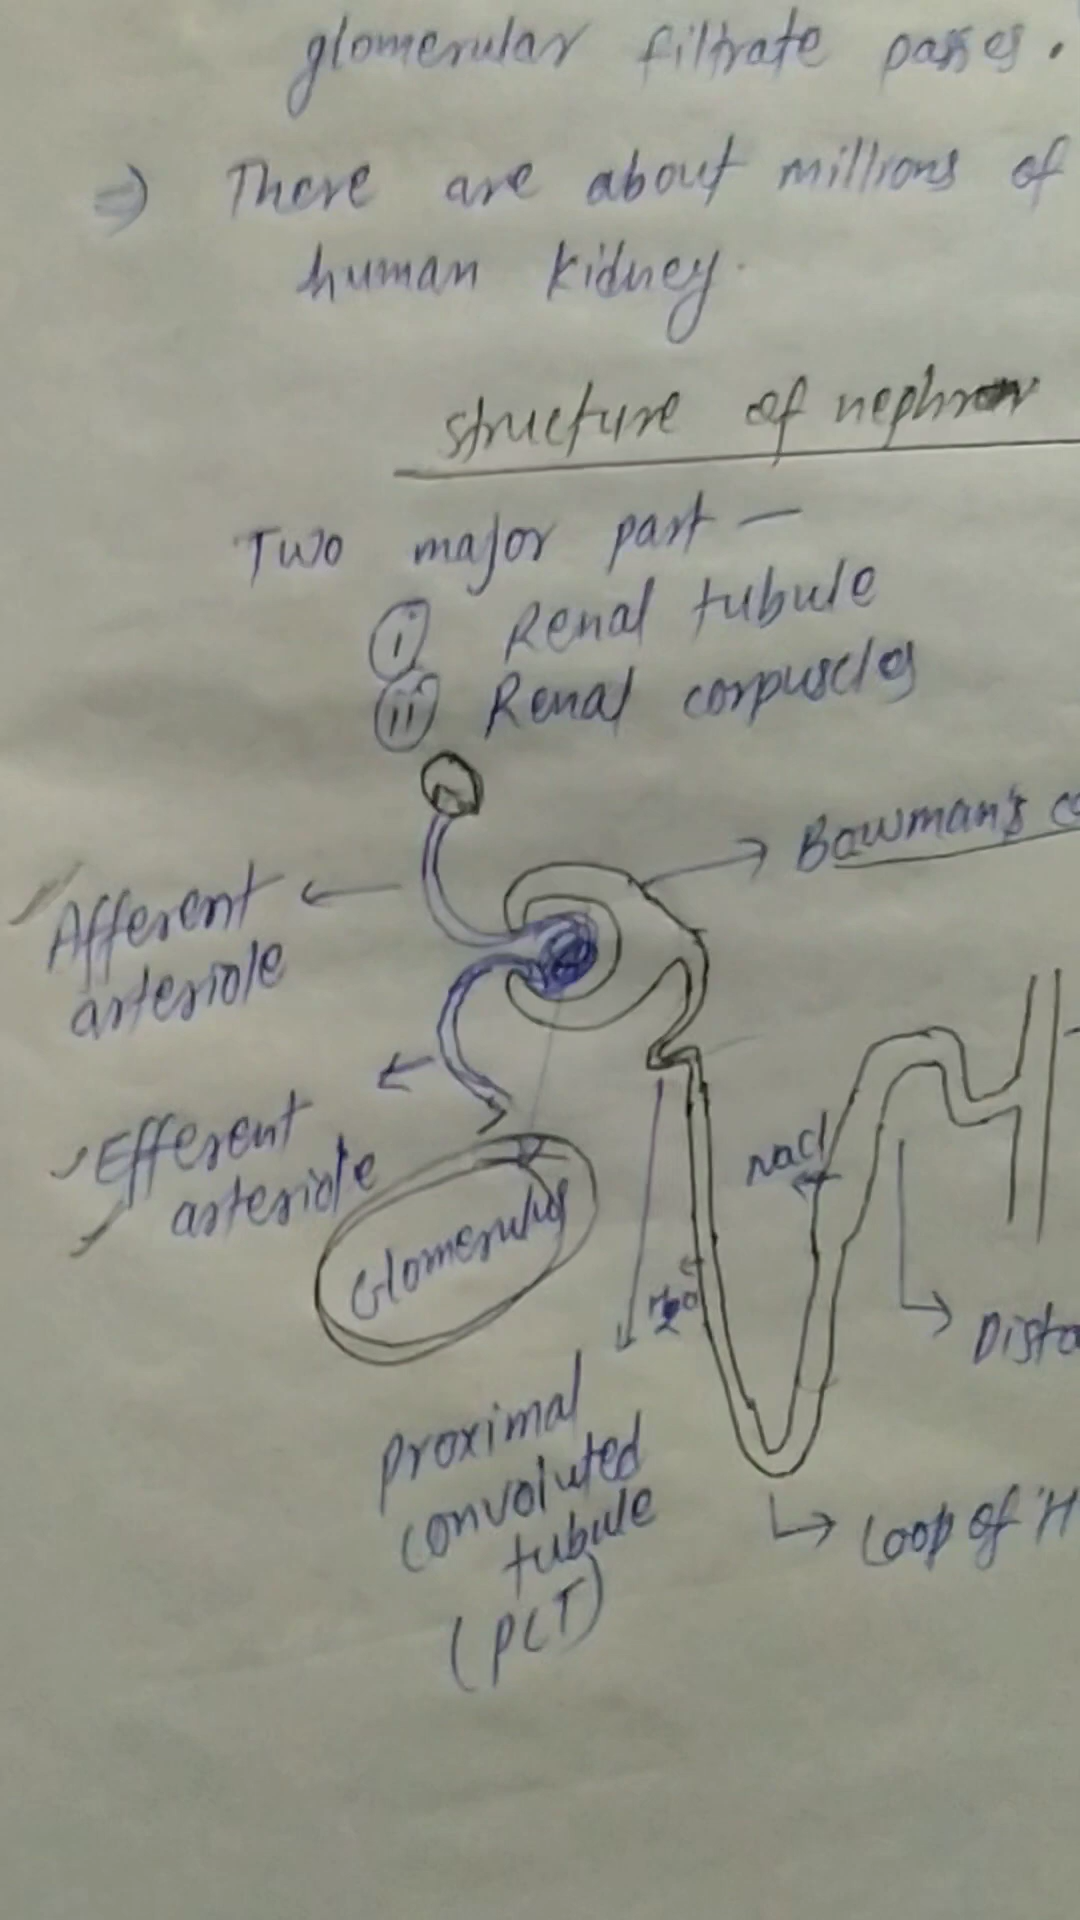 glomerular filtrate passes.
⇒ There are about millions of
human kidney.
structure of nephron
Two major part —
(i) Renal tubule
(ii) Renal corpuscles
Bowman's
Afferent
arteriole
Efferent
arteriole
Glomerulus
NaCl
H2O
Proximal
convoluted
tubule
(PCT)
Loop of